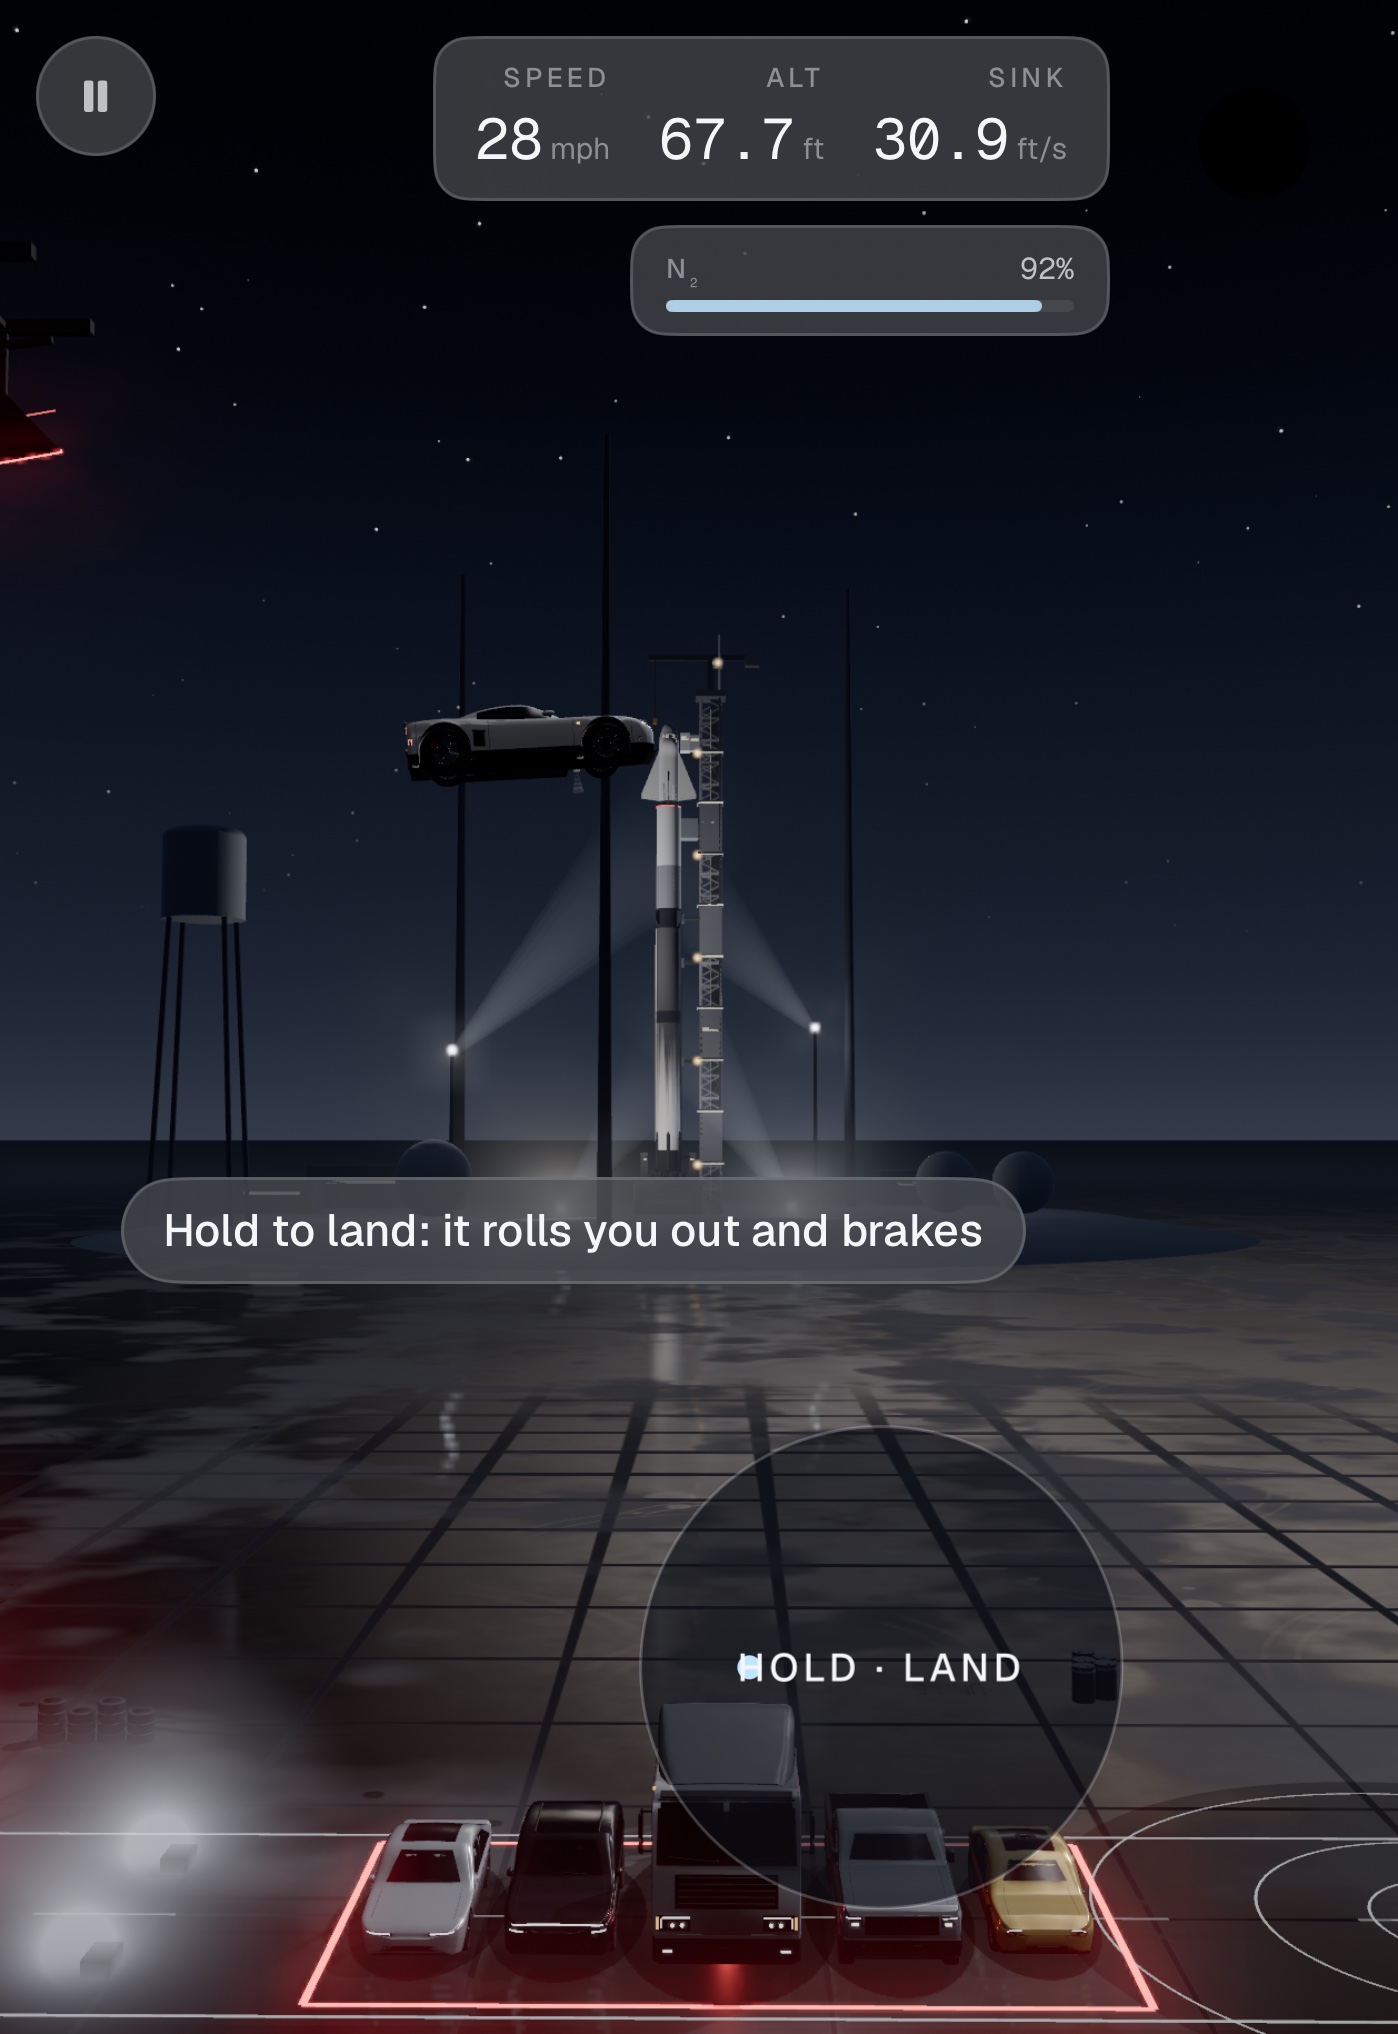 SPEED ALT SINK
28 mph 67.7 ft 30.9 ft/s
N₂ 92%
Hold to land: it rolls you out and brakes
HOLD · LAND